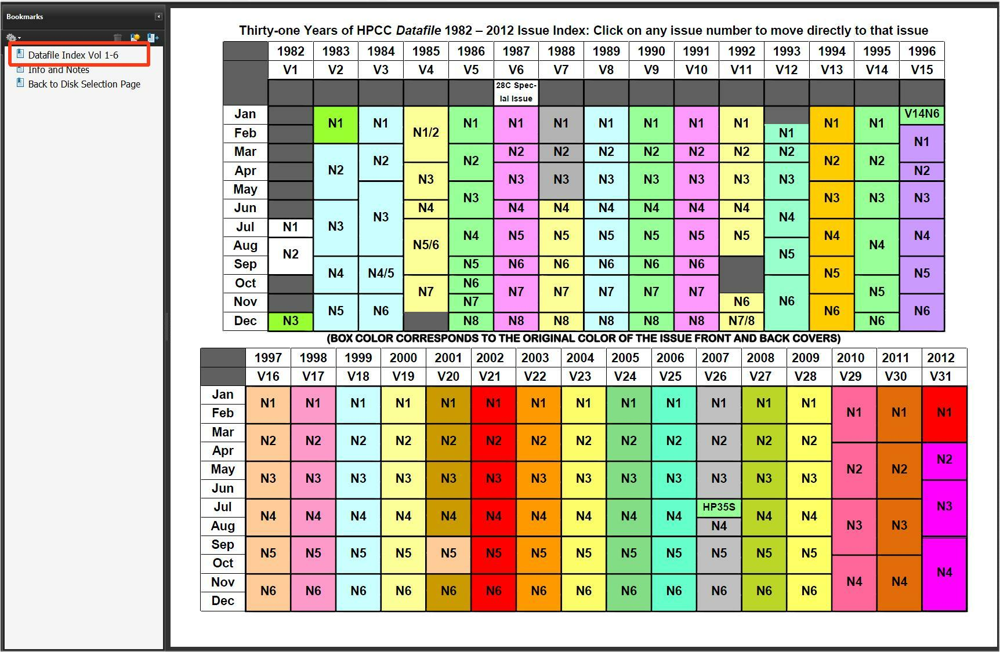 Bookmarks
Datafile Index Vol 1-6
Info and Notes
Back to Disk Selection Page
Thirty-one Years of HPCC Datafile 1982 – 2012 Issue Index: Click on any issue number to move directly to that issue
1982 1983 1984 1985 1986 1987 1988 1989 1990 1991 1992 1993 1994 1995 1996
V1 V2 V3 V4 V5 V6 V7 V8 V9 V10 V11 V12 V13 V14 V15
28C Spec-
ial Issue
Jan V14N6
N1 N1 N1 N1 N1 N1 N1 N1 N1 N1 N1
Feb N1/2 N1
N1
Mar N2 N2 N2 N2 N2 N2 N2 N2
N2 N2 N2 N2
Apr N2 N2
N3 N3 N3 N3 N3 N3 N3 N3
May N3 N3 N3 N3
Jun N4 N4 N4 N4 N4 N4 N4
N3 N4
Jul N1 N3
N4 N5 N5 N5 N5 N5 N5 N4 N4
Aug N2 N5/6 N5 N4
Sep N5 N6 N6 N6 N6 N6
N4 N4/5 N5 N5
Oct N6
N7 N7 N7 N7 N7 N7 N5
Nov N7 N6 N6
N5 N6 N6 N6
Dec N3 N8 N8 N8 N8 N8 N8 N7/8 N6
(BOX COLOR CORRESPONDS TO THE ORIGINAL COLOR OF THE ISSUE FRONT AND BACK COVERS)
1997 1998 1999 2000 2001 2002 2003 2004 2005 2006 2007 2008 2009 2010 2011 2012
V16 V17 V18 V19 V20 V21 V22 V23 V24 V25 V26 V27 V28 V29 V30 V31
Jan
N1 N1 N1 N1 N1 N1 N1 N1 N1 N1 N1 N1 N1
Feb N1 N1 N1
Mar
N2 N2 N2 N2 N2 N2 N2 N2 N2 N2 N2 N2 N2
Apr N2
May N2 N2
N3 N3 N3 N3 N3 N3 N3 N3 N3 N3 N3 N3 N3
Jun
Jul HP35S N3
N4 N4 N4 N4 N4 N4 N4 N4 N4 N4 N4 N4
Aug N4 N3 N3
Sep
N5 N5 N5 N5 N5 N5 N5 N5 N5 N5 N5 N5 N5
Oct N4
Nov N4 N4
N6 N6 N6 N6 N6 N6 N6 N6 N6 N6 N6 N6 N6
Dec